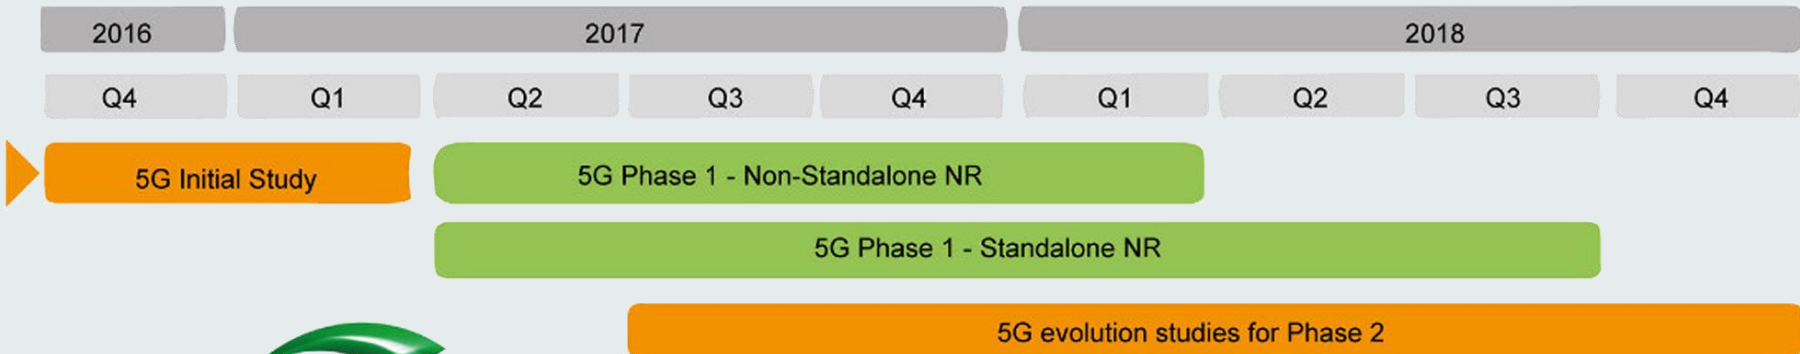 2016 2017 2018
Q4 Q1 Q2 Q3 Q4 Q1 Q2 Q3 Q4
5G Initial Study 5G Phase 1 - Non-Standalone NR
5G Phase 1 - Standalone NR
5G evolution studies for Phase 2